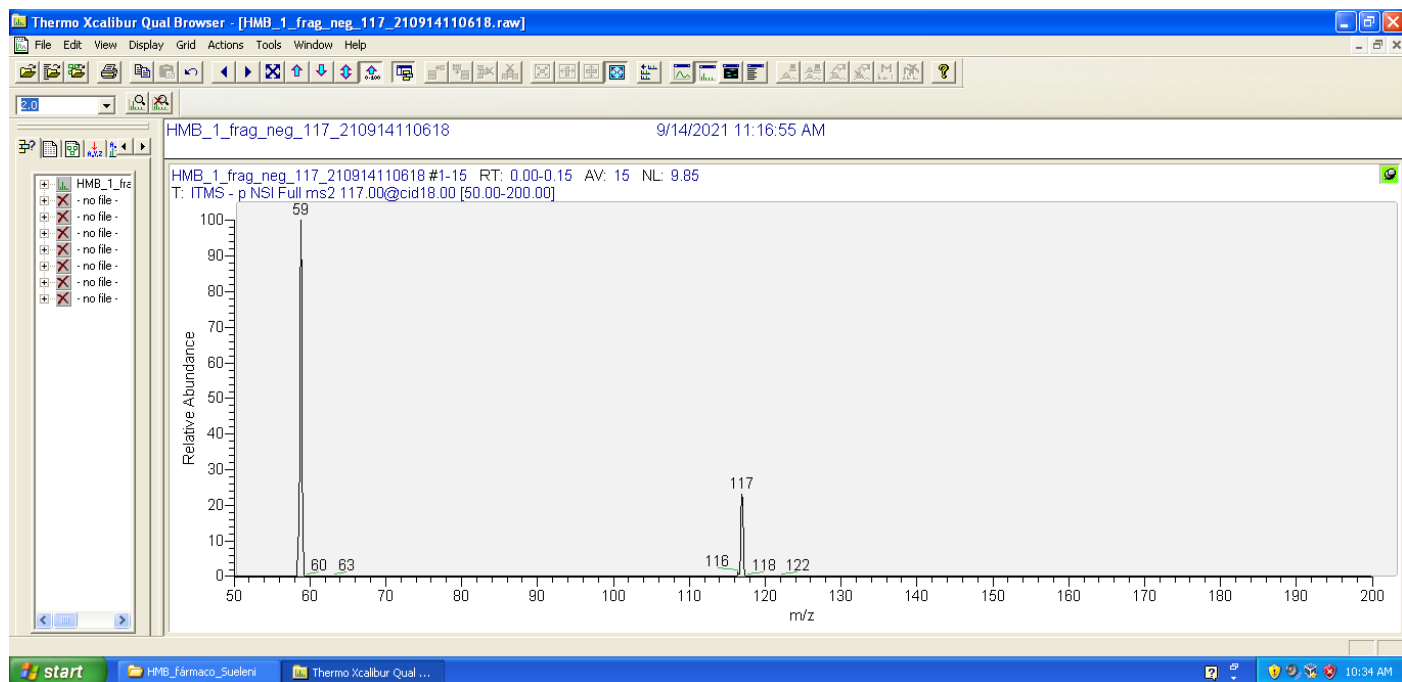 Thermo Xcalibur Qual Browser - [HMB_1_frag_neg_117_210914110618.raw]
File Edit View Display Grid Actions Tools Window Help
2.0
HMB_1_frag_neg_117_210914110618 9/14/2021 11:16:55 AM
HMB_1_fra
- no file -
- no file -
- no file -
- no file -
- no file -
- no file -
- no file -
HMB_1_frag_neg_117_210914110618 #1-15 RT: 0.00-0.15 AV: 15 NL: 9.85
T: ITMS - p NSI Full ms2 117.00@cid18.00 [50.00-200.00]
59
100
90
80
70
60
50
40
30
20
10
0
Relative Abundance
117
60 63 116 118 122
50 60 70 80 90 100 110 120 130 140 150 160 170 180 190 200
m/z
start HMB_fármaco_Sueleni Thermo Xcalibur Qual ... 10:34 AM